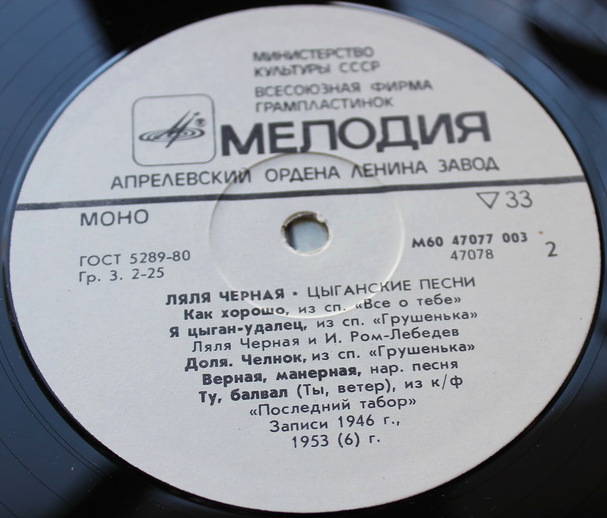 МИНИСТЕРСТВО
КУЛЬТУРЫ СССР
ВСЕСОЮЗНАЯ ФИРМА
ГРАМПЛАСТИНОК
МЕЛОДИЯ
АПРЕЛЕВСКИЙ ОРДЕНА ЛЕНИНА ЗАВОД
МОНО
▽ 33
ГОСТ 5289-80
Гр. 3. 2-25
М60 47077 003
47078
2
ЛЯЛЯ ЧЕРНАЯ • ЦЫГАНСКИЕ ПЕСНИ
Как хорошо, из сп. «Все о тебе»
Я цыган-удалец, из сп. «Грушенька»
Ляля Черная и И. Ром-Лебедев
Доля. Челнок, из сп. «Грушенька»
Верная, манерная, нар. песня
Ту, балвал (Ты, ветер), из к/ф
«Последний табор»
Записи 1946 г.,
1953 (6) г.